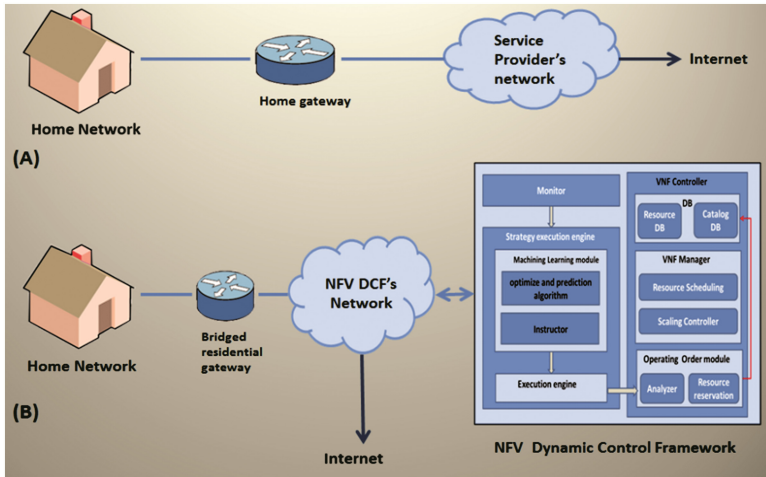 Service
Provider's
network
Internet
Home gateway
Home Network
(A)
Monitor
Strategy execution engine
Machining Learning module
optimize and prediction
algorithm
Instructor
Execution engine
VNF Controller
DB
Resource
DB
Catalog
DB
VNF Manager
Resource Scheduling
Scaling Controller
Operating Order module
Analyzer
Resource
reservation
NFV DCF's
Network
Bridged
residential
gateway
Home Network
(B)
Internet
NFV Dynamic Control Framework